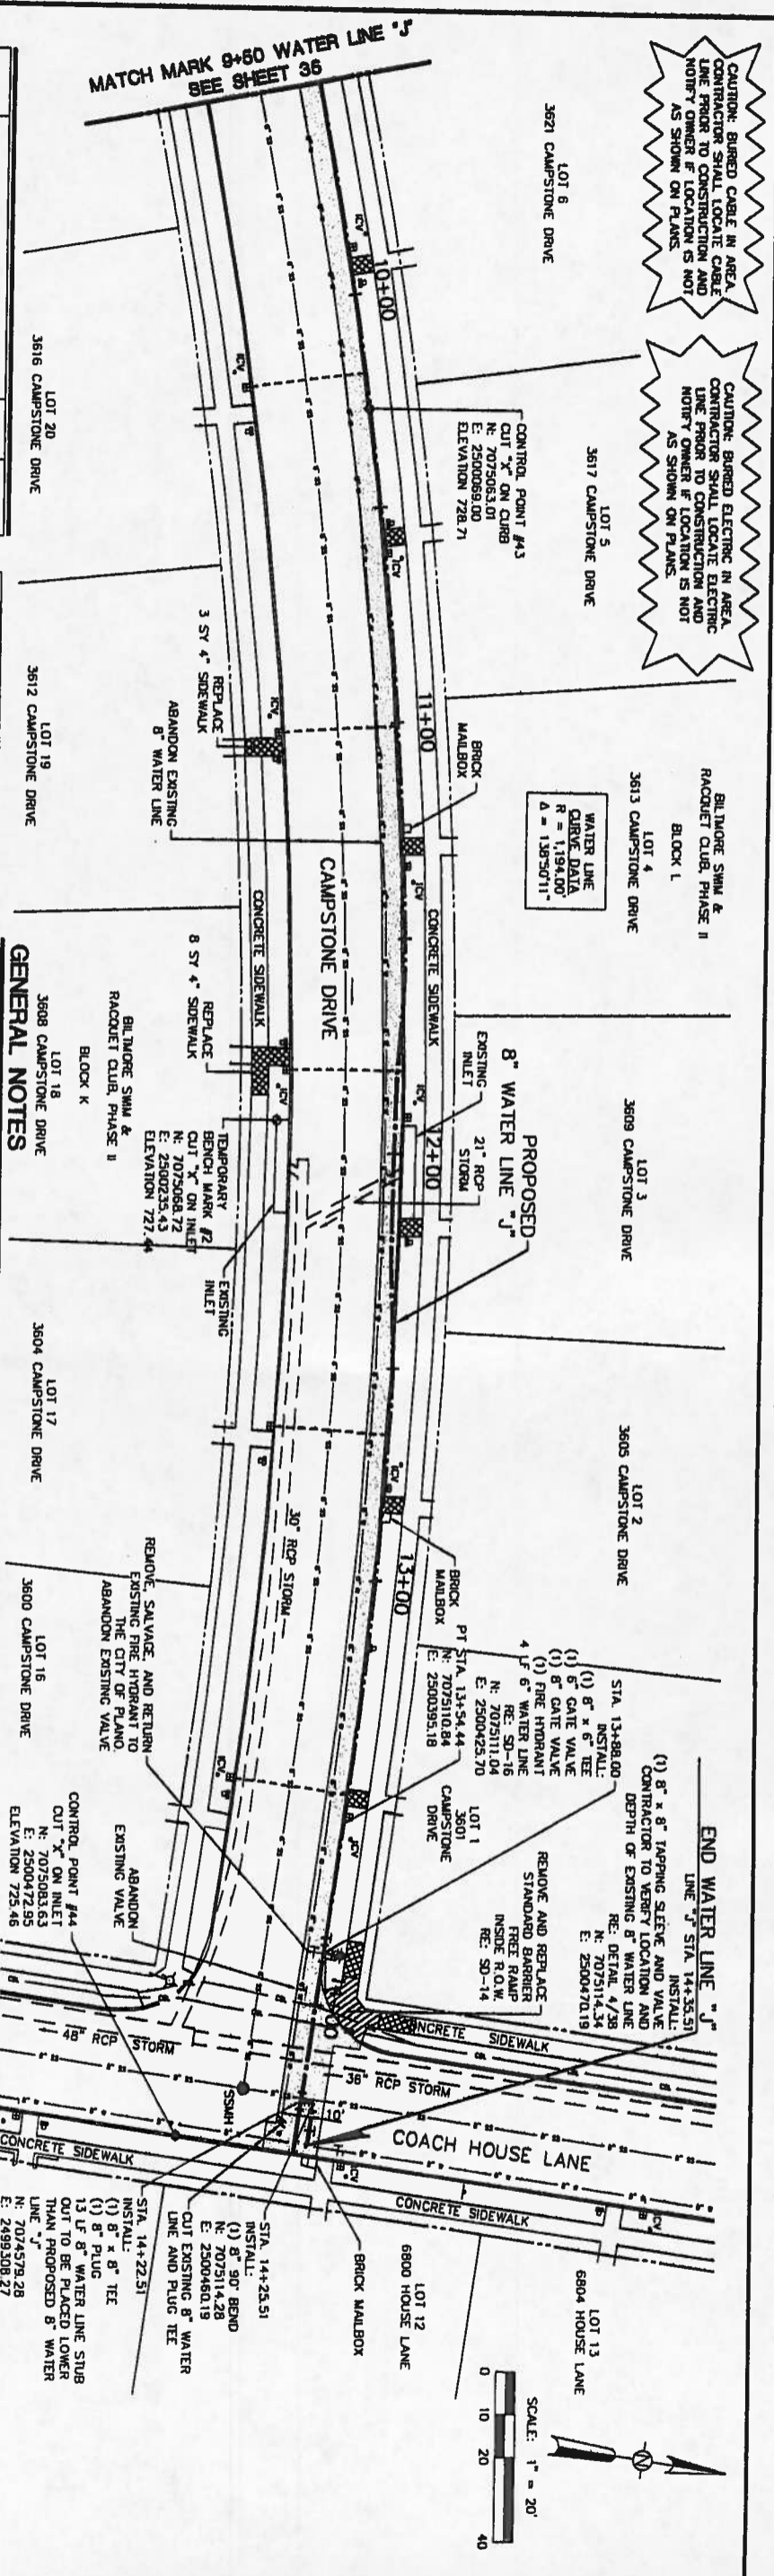 CAUTION: BURIED CABLE IN AREA.
CONTRACTOR SHALL LOCATE CABLE
LINE PRIOR TO CONSTRUCTION AND
NOTIFY OWNER IF LOCATION IS NOT
AS SHOWN ON PLANS.
CAUTION: BURIED ELECTRIC IN AREA.
CONTRACTOR SHALL LOCATE ELECTRIC
LINE PRIOR TO CONSTRUCTION AND
NOTIFY OWNER IF LOCATION IS NOT
AS SHOWN ON PLANS.
MATCH MARK 9+50 WATER LINE "J"
SEE SHEET 35
LOT 6
3621 CAMPSTONE DRIVE
LOT 5
3617 CAMPSTONE DRIVE
BILTMORE SWIM &
RACQUET CLUB, PHASE II
BLOCK L
LOT 4
3613 CAMPSTONE DRIVE
WATER LINE
CURVE DATA
R = 1,194.00'
Δ = 138°50'11"
LOT 3
3609 CAMPSTONE DRIVE
LOT 2
3605 CAMPSTONE DRIVE
LOT 1
3601
CAMPSTONE
DRIVE
10+00
11+00
12+00
13+00
CONTROL POINT #43
CUT "X" ON CURB
N: 7075063.01
E: 2500069.00
ELEVATION 728.71
ICV
ICV
ICV
ICV
ICV
ICV
ICV
ICV
ICV
ICV
BRICK
MAILBOX
CONCRETE SIDEWALK
EXISTING
INLET
21" RCP
STORM
PROPOSED
8" WATER LINE "J"
BRICK
MAILBOX
PT STA. 13+54.44
N: 7075110.84
E: 2500395.18
STA. 13+88.00
INSTALL:
(1) 8" x 6" TEE
(1) 6" GATE VALVE
(1) 8" GATE VALVE
(1) FIRE HYDRANT
4 LF 6" WATER LINE
RE: SD-16
N: 7075111.04
E: 2500425.70
END WATER LINE "J"
LINE "J" STA. 14+35.51
INSTALL:
(1) 8" x 8" TAPPING SLEEVE AND VALVE
CONTRACTOR TO VERIFY LOCATION AND
DEPTH OF EXISTING 8" WATER LINE
RE: DETAIL 4/38
N: 7075114.34
E: 2500470.19
REMOVE AND REPLACE
STANDARD BARRIER
FREE RAMP
INSIDE R.O.W.
RE: SD-14
CAMPSTONE DRIVE
REPLACE
3 SY 4" SIDEWALK
ABANDON EXISTING
8" WATER LINE
CONCRETE SIDEWALK
REPLACE
8 SY 4" SIDEWALK
TEMPORARY
BENCH MARK #2
CUT "X" ON INLET
N: 7075068.72
E: 2500235.43
ELEVATION 727.44
EXISTING
INLET
30" RCP STORM
REMOVE, SALVAGE, AND RETURN
EXISTING FIRE HYDRANT TO
THE CITY OF PLANO.
ABANDON EXISTING VALVE
ABANDON
EXISTING VALVE
CONTROL POINT #44
CUT "X" ON INLET
N: 7075083.63
E: 2500472.95
ELEVATION 725.46
LOT 20
3616 CAMPSTONE DRIVE
LOT 19
3612 CAMPSTONE DRIVE
BILTMORE SWIM &
RACQUET CLUB, PHASE II
BLOCK K
LOT 18
3608 CAMPSTONE DRIVE
LOT 17
3604 CAMPSTONE DRIVE
LOT 16
3600 CAMPSTONE DRIVE
GENERAL NOTES
48" RCP STORM
36" RCP STORM
SSMH
10'
COACH HOUSE LANE
CONCRETE SIDEWALK
CONCRETE SIDEWALK
CONCRETE SIDEWALK
ICV
ICV
STA. 14+22.51
INSTALL:
(1) 8" x 8" TEE
(1) 8" PLUG
13 LF 8" WATER LINE STUB
OUT TO BE PLACED LOWER
THAN PROPOSED 8" WATER
LINE "J"
N: 7074579.28
E: 2499308.27
CUT EXISTING 8" WATER
LINE AND PLUG TEE
STA. 14+25.51
INSTALL:
(1) 8" 90° BEND
N: 7075114.28
E: 2500460.19
BRICK MAILBOX
LOT 12
6800 HOUSE LANE
LOT 13
6804 HOUSE LANE
SCALE: 1" = 20'
0 10 20 40
N